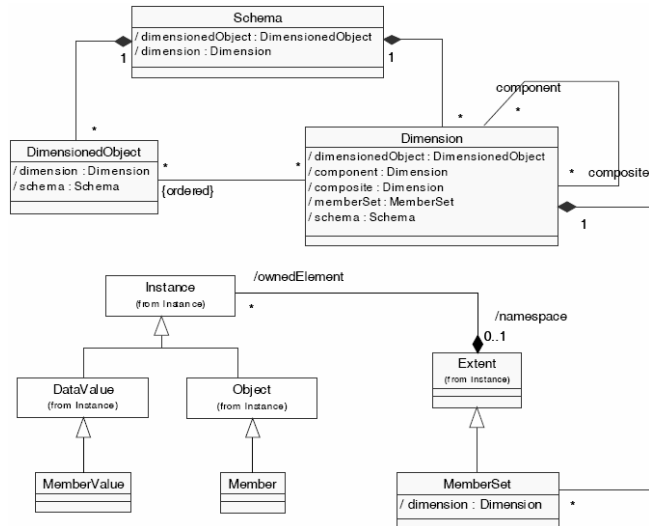 Schema
/ dimensionedObject : DimensionedObject
/ dimension : Dimension
1
1
component
*
*
*
DimensionedObject
/ dimension : Dimension
/ schema : Schema
*
{ordered}
*
Dimension
/ dimensionedObject : DimensionedObject
/ component : Dimension
/ composite : Dimension
/ memberSet : MemberSet
/ schema : Schema
*
composite
1
/ownedElement
Instance
(from Instance)
*
/namespace
0..1
Extent
(from Instance)
DataValue
(from Instance)
Object
(from Instance)
MemberValue
Member
MemberSet
/ dimension : Dimension
*